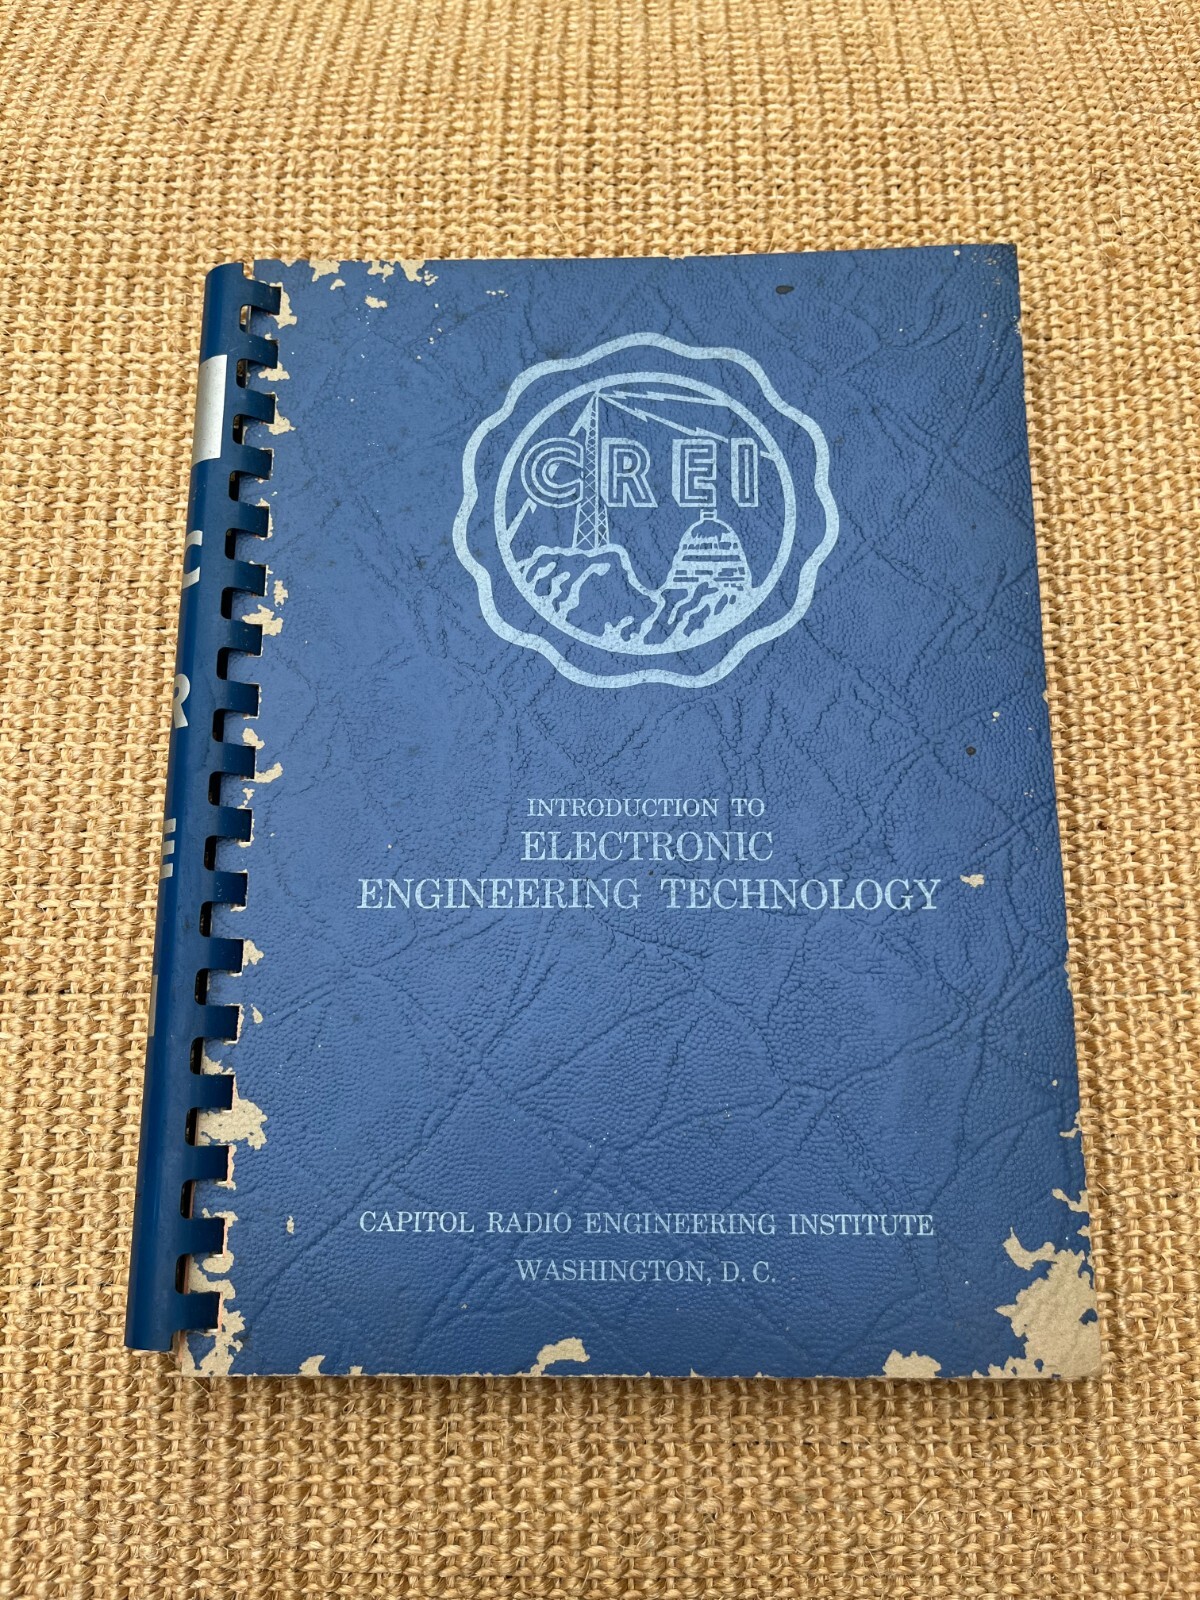 CREI
INTRODUCTION TO
ELECTRONIC
ENGINEERING TECHNOLOGY
CAPITOL RADIO ENGINEERING INSTITUTE
WASHINGTON, D. C.